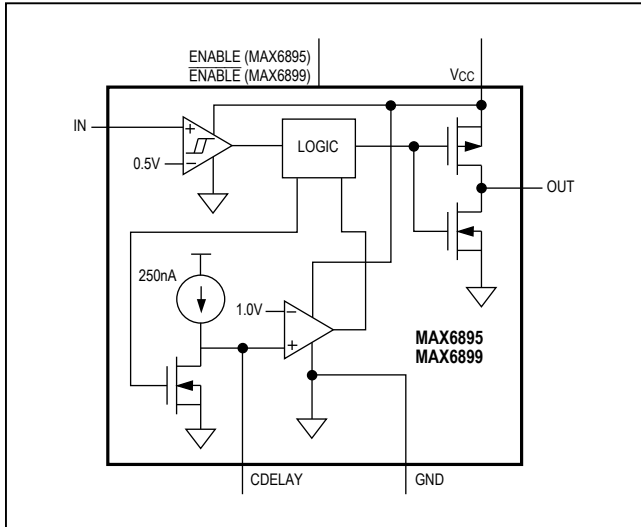 ENABLE (MAX6895)
ENABLE (MAX6899)
VCC
IN
+
0.5V
−
LOGIC
OUT
250nA
1.0V
−
+
MAX6895
MAX6899
CDELAY
GND